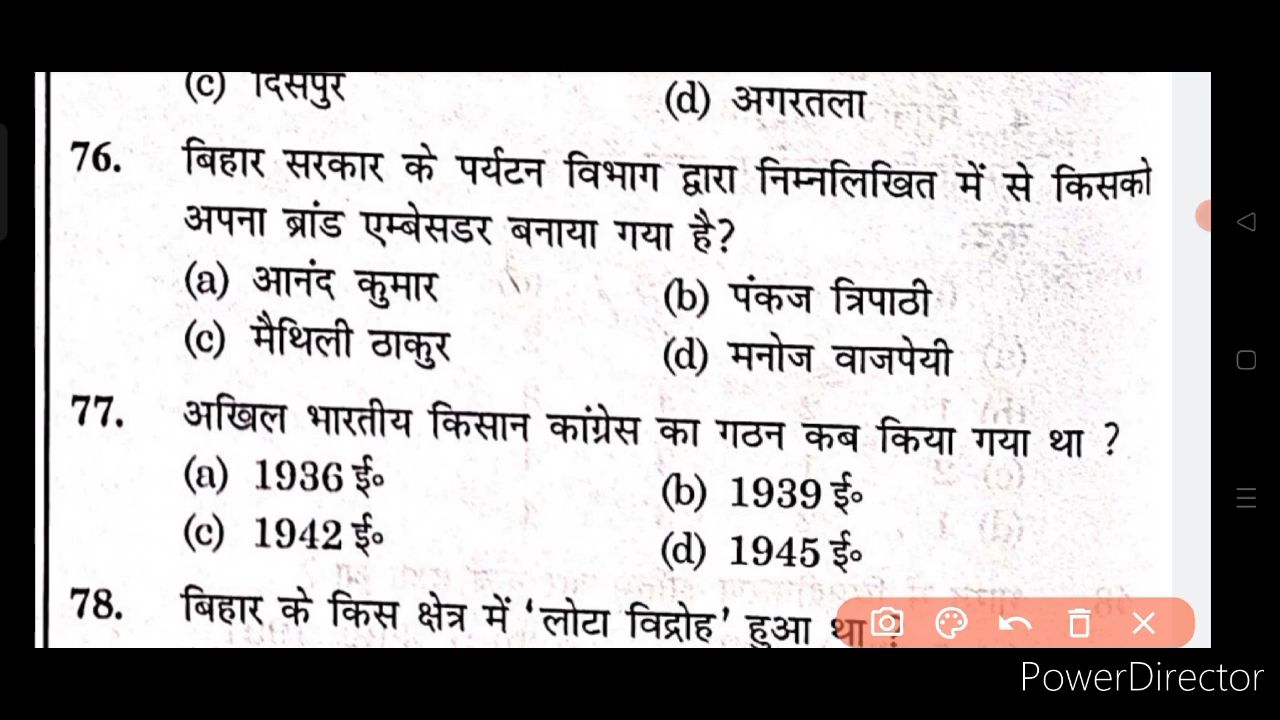 (c) दिसपुर (d) अगरतला
76. बिहार सरकार के पर्यटन विभाग द्वारा निम्नलिखित में से किसको
अपना ब्रांड एम्बेसडर बनाया गया है?
(a) आनंद कुमार (b) पंकज त्रिपाठी
(c) मैथिली ठाकुर (d) मनोज वाजपेयी
77. अखिल भारतीय किसान कांग्रेस का गठन कब किया गया था ?
(a) 1936 ई० (b) 1939 ई०
(c) 1942 ई० (d) 1945 ई०
78. बिहार के किस क्षेत्र में ‘लोटा विद्रोह’ हुआ था ?
PowerDirector